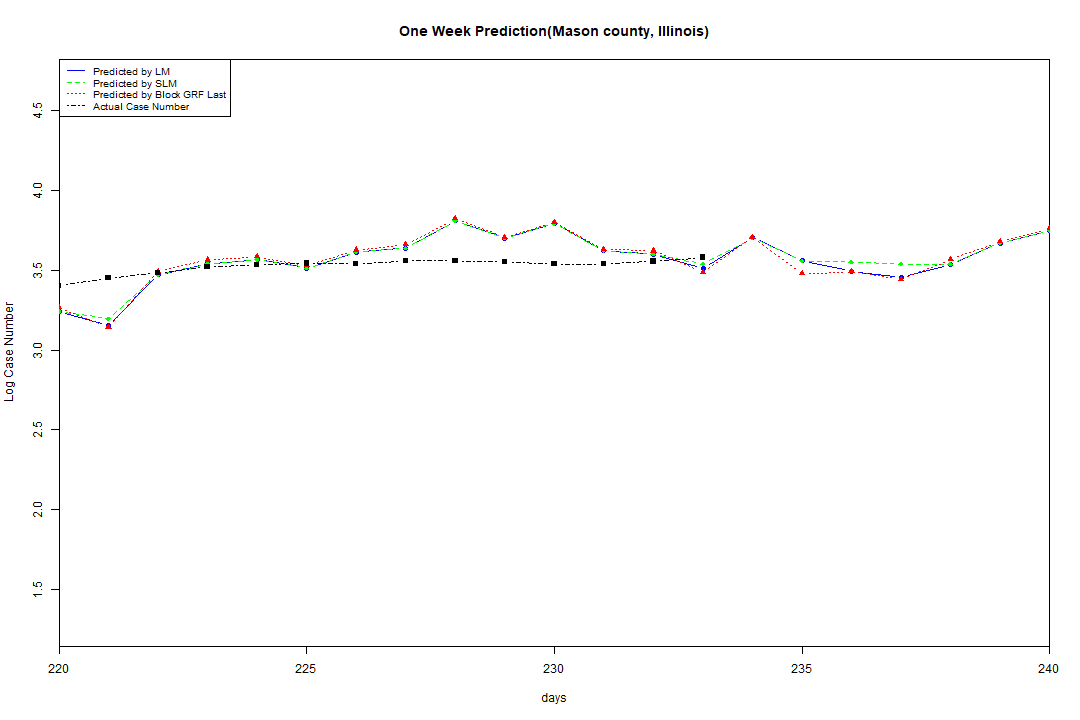 One Week Prediction(Mason county, Illinois)
Predicted by LM
Predicted by SLM
Predicted by Block GRF Last
Actual Case Number
4.5
4.0
3.5
3.0
2.5
2.0
1.5
Log Case Number
220 225 230 235 240
days